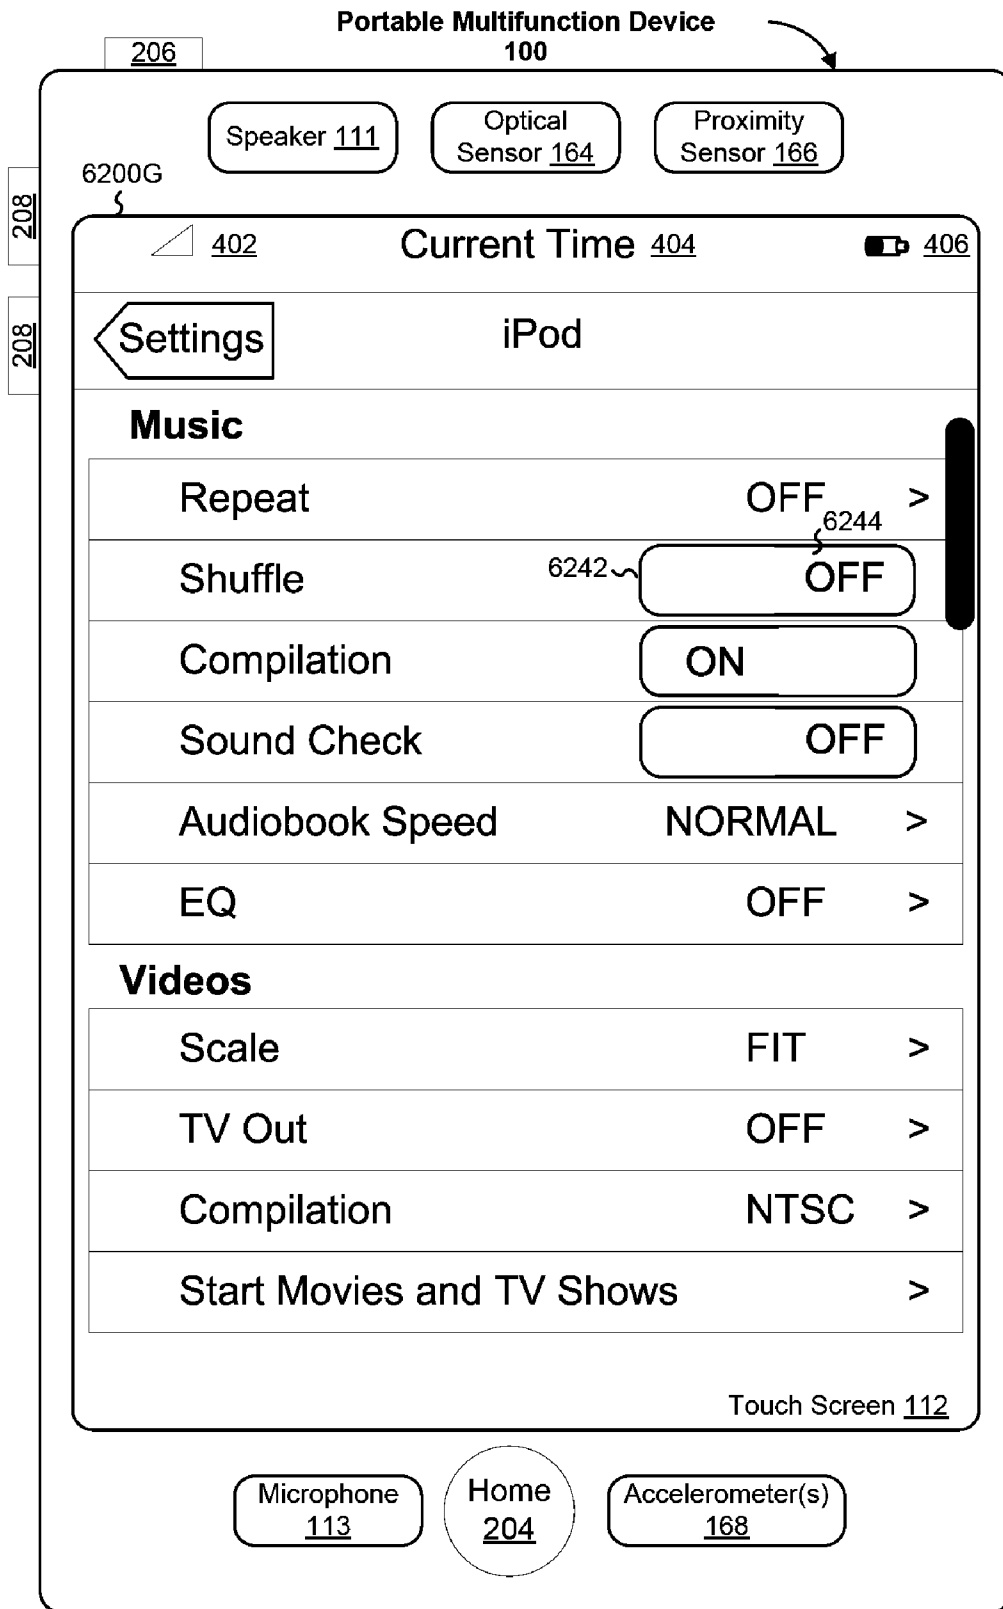 Portable Multifunction Device
100
206
Speaker 111
Optical
Sensor 164
Proximity
Sensor 166
6200G
208
208
402
Current Time 404
406
Settings
iPod
Music
Repeat OFF >
6244
Shuffle 6242 OFF
Compilation ON
Sound Check OFF
Audiobook Speed NORMAL >
EQ OFF >
Videos
Scale FIT >
TV Out OFF >
Compilation NTSC >
Start Movies and TV Shows >
Touch Screen 112
Microphone
113
Home
204
Accelerometer(s)
168